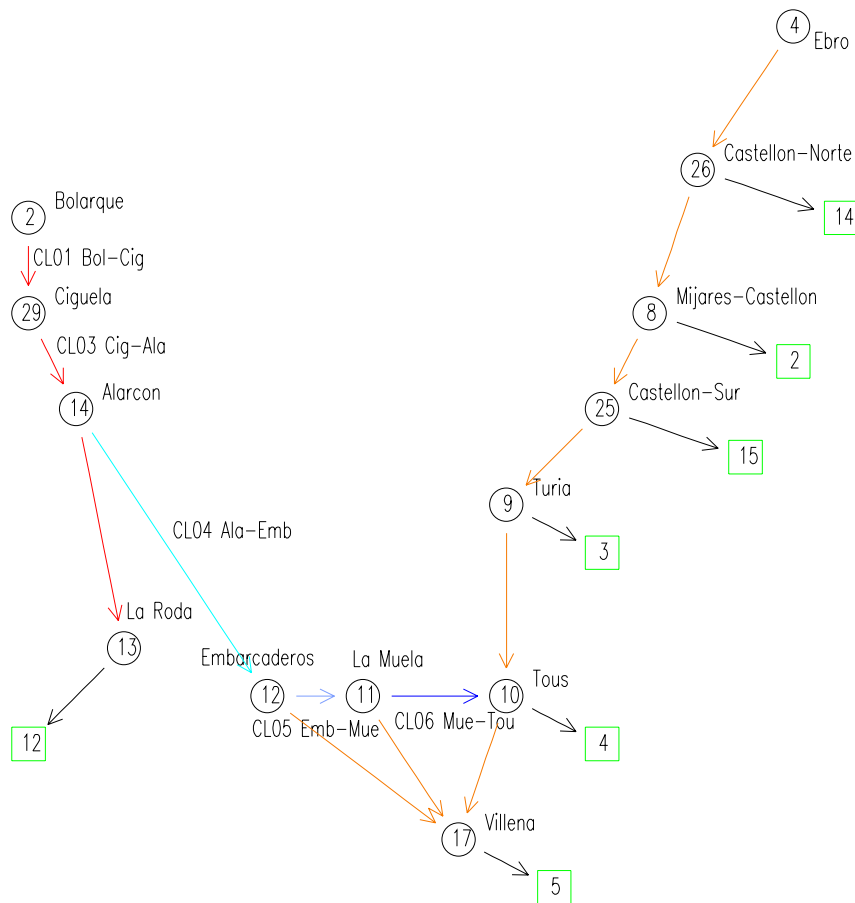 4
Ebro
Castellon-Norte
26
14
Bolarque
2
CL01 Bol-Cig
Ciguela
29
Mijares-Castellon
8
CL03 Cig-Ala
2
Alarcon
14
Castellon-Sur
25
15
Turia
9
CL04 Ala-Emb
3
La Roda
13
Embarcaderos
La Muela
12
11
Tous
10
CL05 Emb-Mue
CL06 Mue-Tou
12
4
Villena
17
5